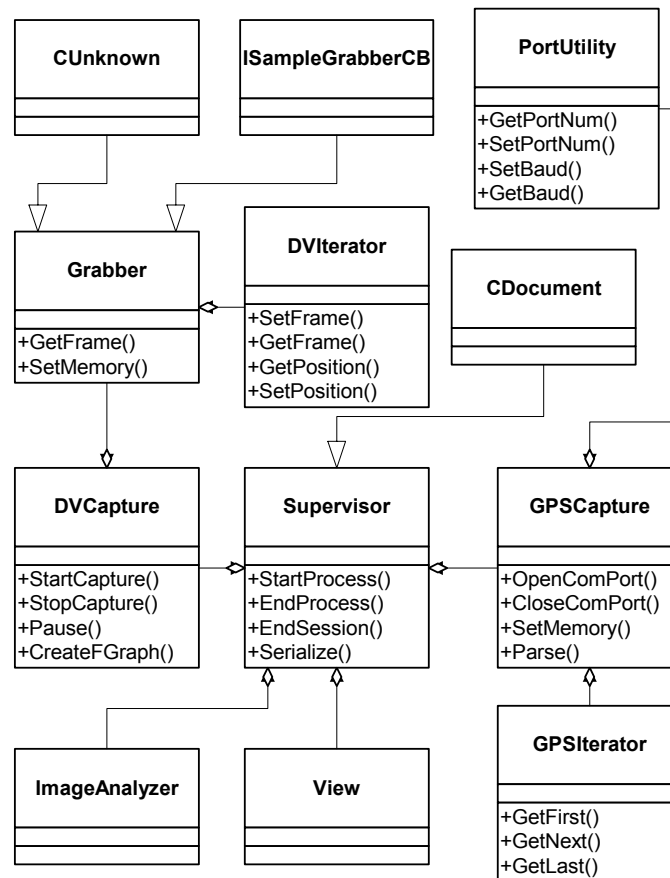 CUnknown
ISampleGrabberCB
PortUtility
+GetPortNum()
+SetPortNum()
+SetBaud()
+GetBaud()
Grabber
+GetFrame()
+SetMemory()
DVIterator
+SetFrame()
+GetFrame()
+GetPosition()
+SetPosition()
CDocument
DVCapture
+StartCapture()
+StopCapture()
+Pause()
+CreateFGraph()
Supervisor
+StartProcess()
+EndProcess()
+EndSession()
+Serialize()
GPSCapture
+OpenComPort()
+CloseComPort()
+SetMemory()
+Parse()
ImageAnalyzer
View
GPSIterator
+GetFirst()
+GetNext()
+GetLast()